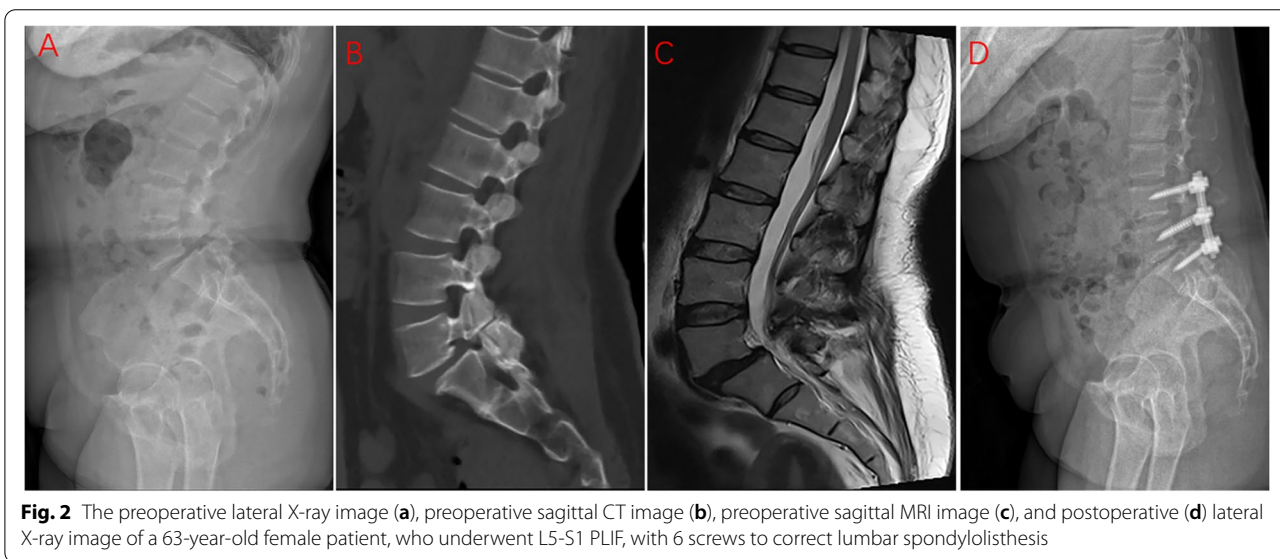 A
B
C
D
Fig. 2 The preoperative lateral X-ray image (a), preoperative sagittal CT image (b), preoperative sagittal MRI image (c), and postoperative (d) lateral
X-ray image of a 63-year-old female patient, who underwent L5-S1 PLIF, with 6 screws to correct lumbar spondylolisthesis